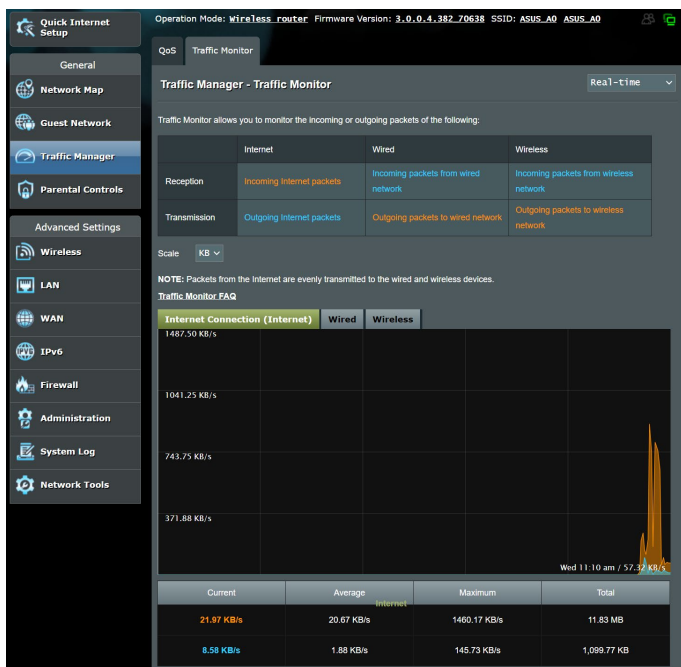 Quick Internet
Setup
General
Network Map
Guest Network
Traffic Manager
Parental Controls
Advanced Settings
Wireless
LAN
WAN
IPv6
Firewall
Administration
System Log
Network Tools
Operation Mode: Wireless router Firmware Version: 3.0.0.4.382_70638 SSID: ASUS_A0 ASUS_A0
QoS Traffic Monitor
Traffic Manager - Traffic Monitor Real-time
Traffic Monitor allows you to monitor the incoming or outgoing packets of the following:
Internet Wired Wireless
Reception Incoming Internet packets Incoming packets from wired network Incoming packets from wireless network
Transmission Outgoing Internet packets Outgoing packets to wired network Outgoing packets to wireless network
Scale KB
NOTE: Packets from the Internet are evenly transmitted to the wired and wireless devices.
Traffic Monitor FAQ
Internet Connection (Internet) Wired Wireless
1487.50 KB/s
1041.25 KB/s
743.75 KB/s
371.88 KB/s
Wed 11:10 am / 57.32 KB/s
Current Average Maximum Total
Internet
21.97 KB/s 20.67 KB/s 1460.17 KB/s 11.83 MB
8.58 KB/s 1.88 KB/s 145.73 KB/s 1,099.77 KB